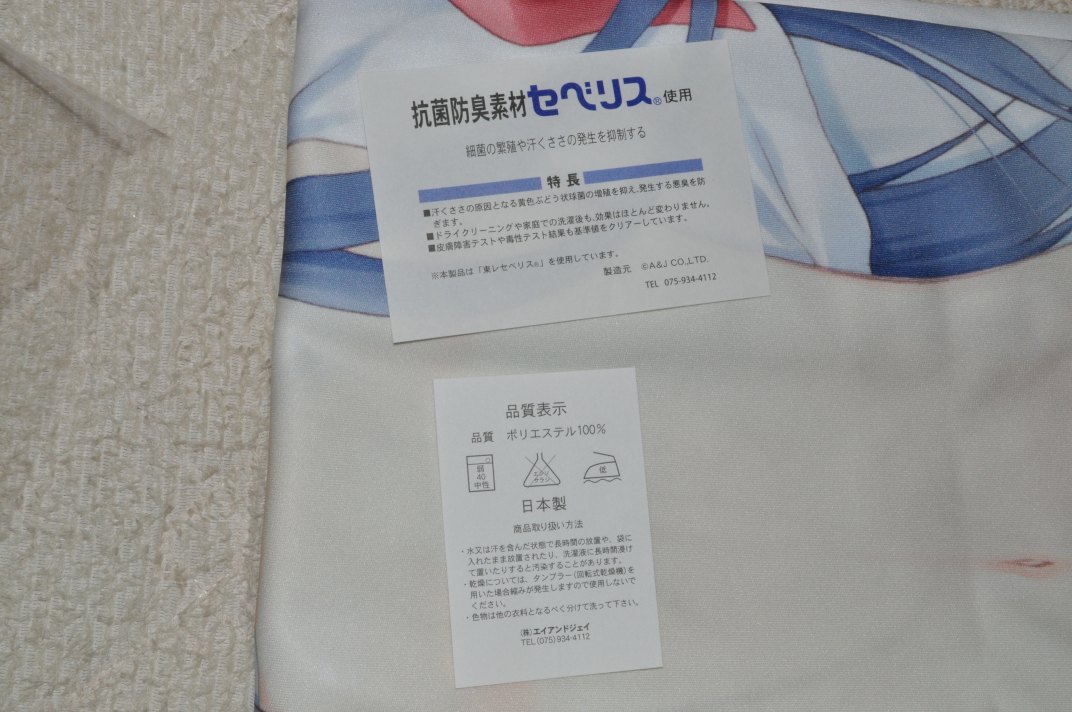 抗菌防臭素材セベリス®使用
細菌の繁殖や汗くささの発生を抑制する
特長
■汗くささの原因となる黄色ぶどう状球菌の増殖を抑え、発生する悪臭を防
ぎます。
■ドライクリーニングや家庭での洗濯後も、効果はほとんど変わりません。
■皮膚障害テストや毒性テスト結果も基準値をクリアーしています。
※本製品は「東レセベリス®」を使用しています。
製造元 ©A&J CO.,LTD.
TEL 075-934-4112
品質表示
品質 ポリエステル100%
弱
40
中性
エンソ
サラシ
低
日本製
商品取り扱い方法
・水又は汗を含んだ状態で長時間の放置や、袋に
入れたまま放置されたり、洗濯液に長時間浸け
て置いたりすると汚染することがあります。
・乾燥については、タンブラー(回転式乾燥機)を
用いた場合縮みが発生しますので使用しないで
ください。
・色物は他の衣料となるべく分けて洗って下さい。
(株)エイアンドジェイ
TEL(075)934-4112